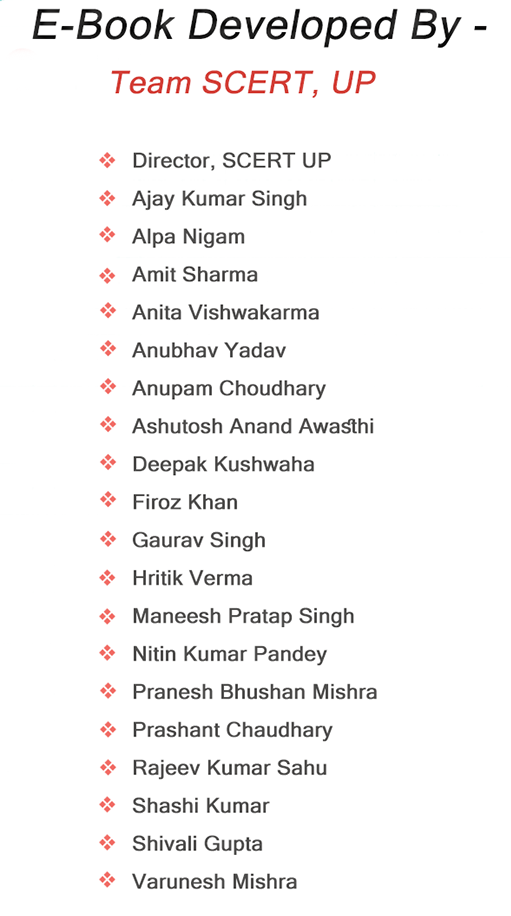 E-Book Developed By -
Team SCERT, UP
Director, SCERT UP
Ajay Kumar Singh
Alpa Nigam
Amit Sharma
Anita Vishwakarma
Anubhav Yadav
Anupam Choudhary
Ashutosh Anand Awasthi
Deepak Kushwaha
Firoz Khan
Gaurav Singh
Hritik Verma
Maneesh Pratap Singh
Nitin Kumar Pandey
Pranesh Bhushan Mishra
Prashant Chaudhary
Rajeev Kumar Sahu
Shashi Kumar
Shivali Gupta
Varunesh Mishra